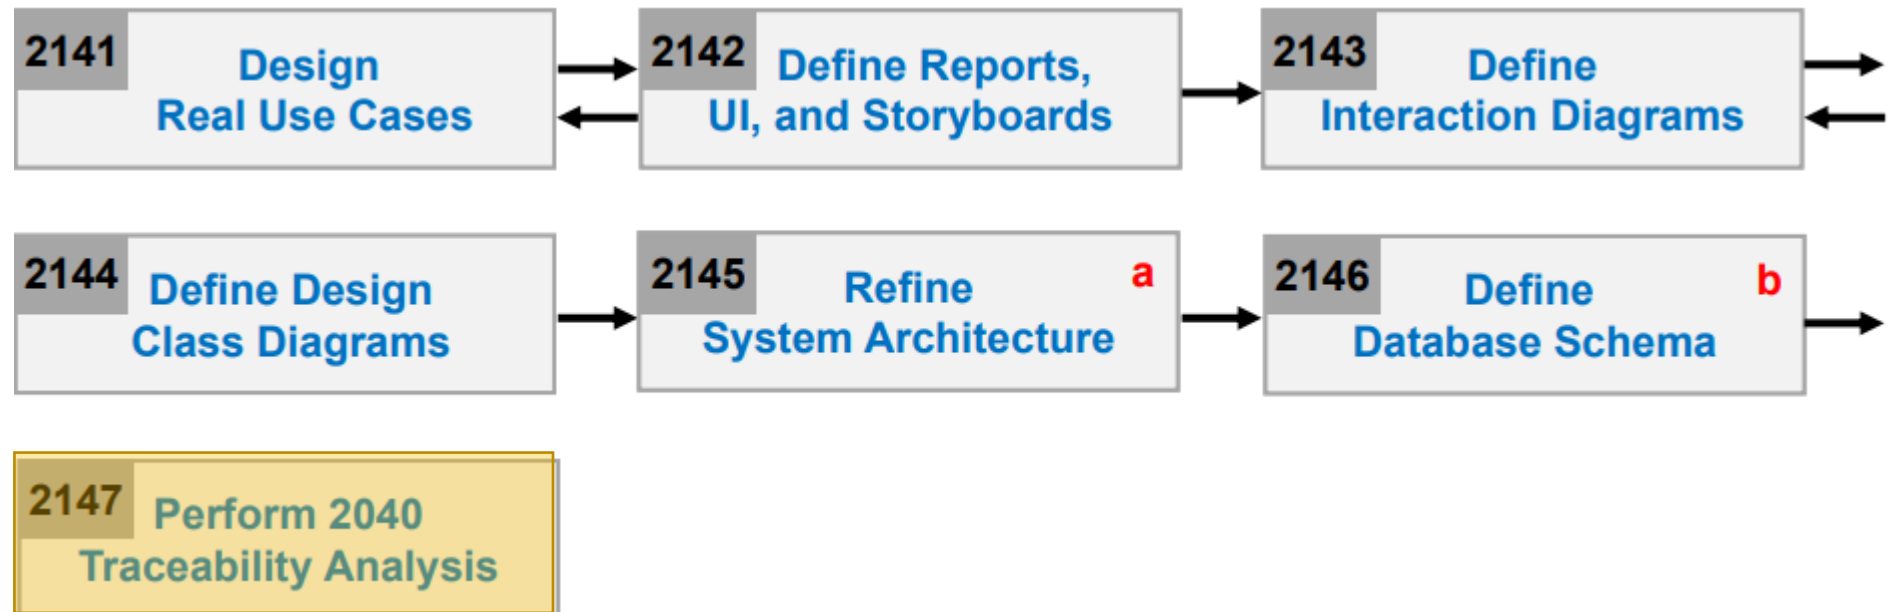 2141
Design
Real Use Cases
2142
Define Reports,
UI, and Storyboards
2143
Define
Interaction Diagrams
2144
Define Design
Class Diagrams
2145
Refine
a
System Architecture
2146
Define
b
Database Schema
2147
Perform 2040
Traceability Analysis